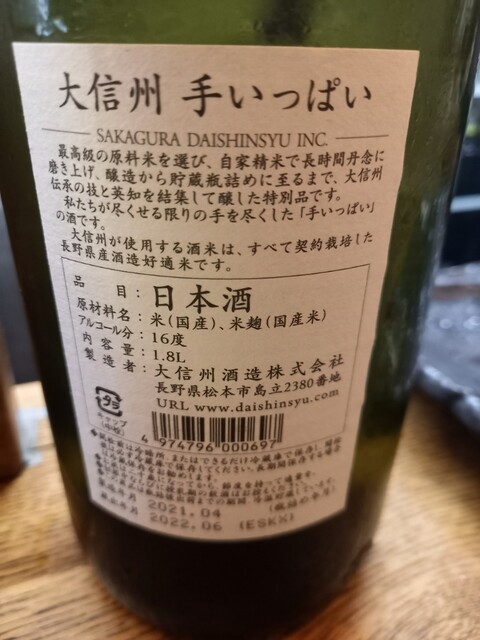 大信州 手いっぱい
SAKAGURA DAISHINSYU INC.
最高級の原料米を選び、自家精米で長時間丹念に
磨き上げ、醸造から貯蔵瓶詰めに至るまで、大信州
伝承の技と英知を結集して醸した特別品です。
私たちが尽くせる限りの手を尽くした「手いっぱい」
の酒です。
大信州が使用する酒米は、すべて契約栽培した
長野県産酒造好適米です。
品目：日本酒
原材料名：米(国産)、米麹(国産米)
アルコール分：16度
内容量：1.8L
製造者：大信州酒造株式会社
長野県松本市島立2380番地
URL www.daishinsyu.com
4 974796 000697
製造年月 2021.04
2022.06 (ESKX)